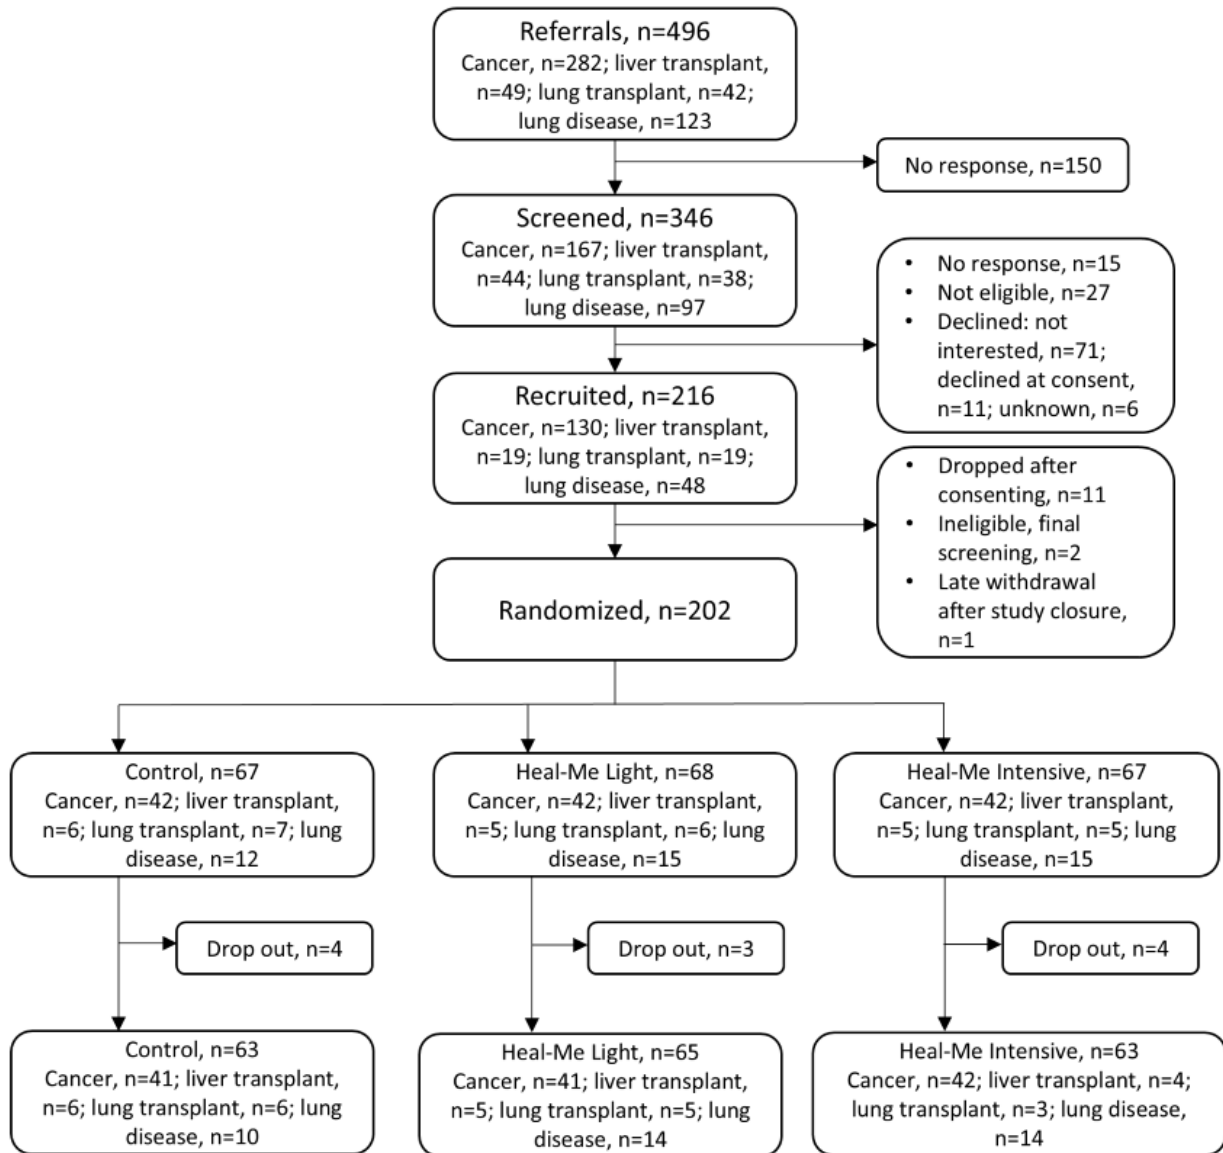 Referrals, n=496
Cancer, n=282; liver transplant,
n=49; lung transplant, n=42;
lung disease, n=123
No response, n=150
Screened, n=346
Cancer, n=167; liver transplant,
n=44; lung transplant, n=38;
lung disease, n=97
• No response, n=15
• Not eligible, n=27
• Declined: not
interested, n=71;
declined at consent,
n=11; unknown, n=6
Recruited, n=216
Cancer, n=130; liver transplant,
n=19; lung transplant, n=19;
lung disease, n=48
• Dropped after
consenting, n=11
• Ineligible, final
screening, n=2
• Late withdrawal
after study closure,
n=1
Randomized, n=202
Control, n=67
Cancer, n=42; liver transplant,
n=6; lung transplant, n=7; lung
disease, n=12
Heal-Me Light, n=68
Cancer, n=42; liver transplant,
n=5; lung transplant, n=6; lung
disease, n=15
Heal-Me Intensive, n=67
Cancer, n=42; liver transplant,
n=5; lung transplant, n=5; lung
disease, n=15
Drop out, n=4
Drop out, n=3
Drop out, n=4
Control, n=63
Cancer, n=41; liver transplant,
n=6; lung transplant, n=6; lung
disease, n=10
Heal-Me Light, n=65
Cancer, n=41; liver transplant,
n=5; lung transplant, n=5; lung
disease, n=14
Heal-Me Intensive, n=63
Cancer, n=42; liver transplant, n=4;
lung transplant, n=3; lung disease,
n=14